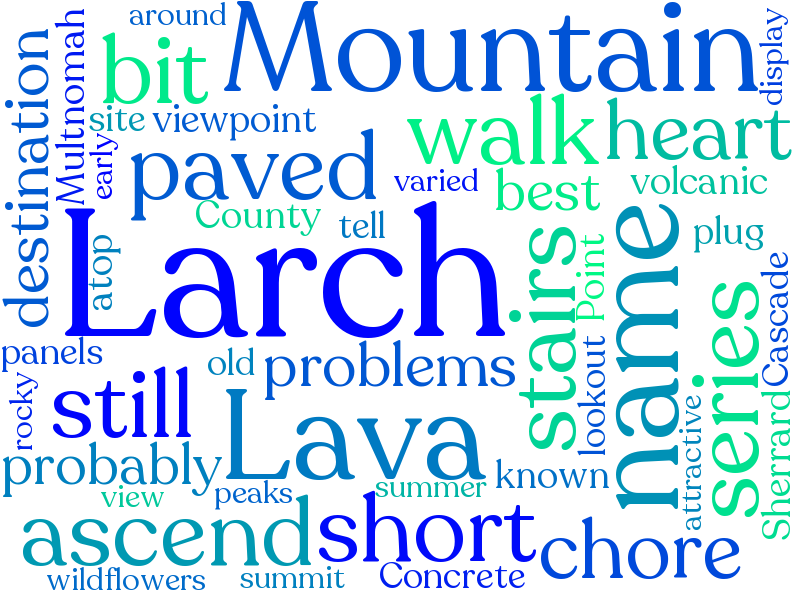 around
Mountain
display
bit
destination
Multnomah
site
viewpoint
walk
heart
early
paved
varied
best
volcanic
County
tell
plug
Larch
atop
stairs
Point
name
series
Cascade
panels
old
problems
lookout
rocky
still
Lava
attractive
Sherrard
probably
known
view
peaks
summer
ascend
short
chore
wildflowers
summit
Concrete